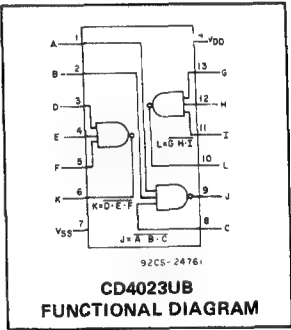 A 1
B 2
D 3
E 4
F 5
K 6
VSS 7
VDD
13 G
12 H
11 I
10 L
9 J
8 C
L=G H·I
K=D·E·F
J=A B·C
92CS-24761
CD4023UB
FUNCTIONAL DIAGRAM